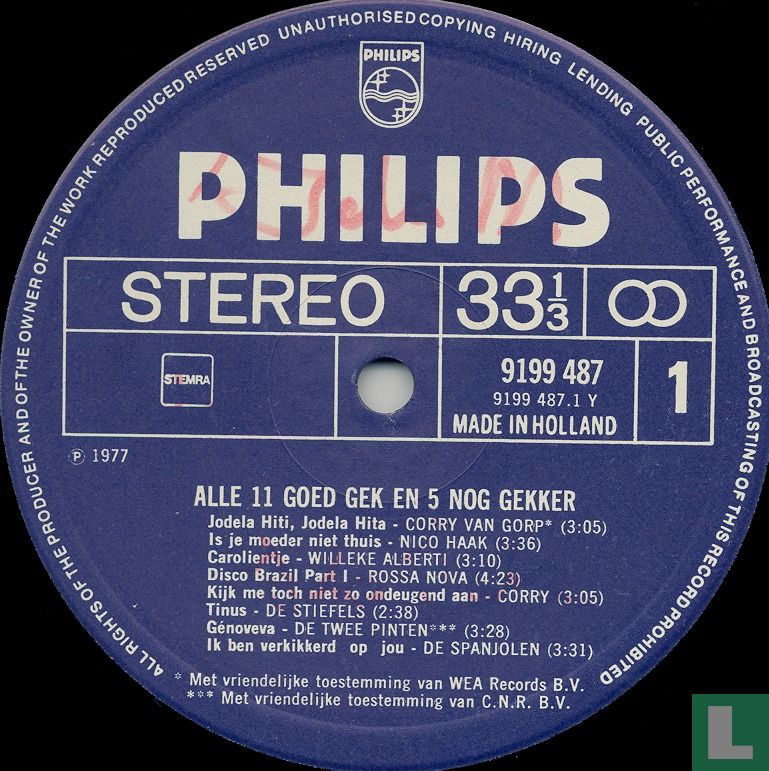 ALL RIGHTS OF THE PRODUCER AND OF THE OWNER OF THE WORK REPRODUCED RESERVED UNAUTHORISED COPYING HIRING LENDING PUBLIC PERFORMANCE AND BROADCASTING OF THIS RECORD PROHIBITED
PHILIPS
PHILIPS
STEREO 33 1/3
STEMRA
9199 487
9199 487.1 Y
MADE IN HOLLAND
1
Ⓟ 1977
ALLE 11 GOED GEK EN 5 NOG GEKKER
Jodela Hiti, Jodela Hita - CORRY VAN GORP* (3:05)
Is je moeder niet thuis - NICO HAAK (3:36)
Carolientje - WILLEKE ALBERTI (3:10)
Disco Brazil Part I - ROSSA NOVA (4:23)
Kijk me toch niet zo ondeugend aan - CORRY (3:05)
Tinus - DE STIEFELS (2:38)
Génoveva - DE TWEE PINTEN*** (3:28)
Ik ben verkikkerd op jou - DE SPANJOLEN (3:31)
* Met vriendelijke toestemming van WEA Records B.V.
*** Met vriendelijke toestemming van C.N.R. B.V.
L